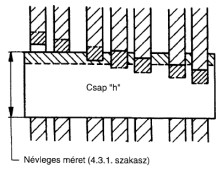 Csap "h"
Névleges méret (4.3.1. szakasz)